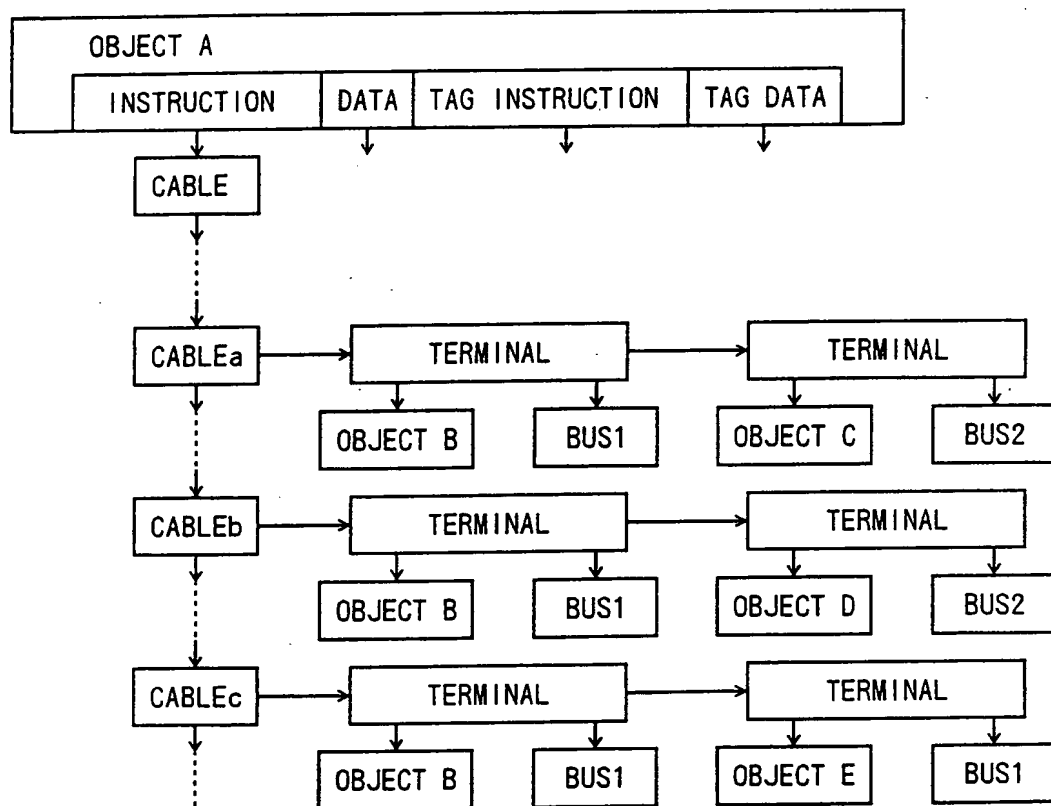 OBJECT A
INSTRUCTION DATA TAG INSTRUCTION TAG DATA
CABLE
CABLEa TERMINAL TERMINAL
OBJECT B BUS1 OBJECT C BUS2
CABLEb TERMINAL TERMINAL
OBJECT B BUS1 OBJECT D BUS2
CABLEc TERMINAL TERMINAL
OBJECT B BUS1 OBJECT E BUS1